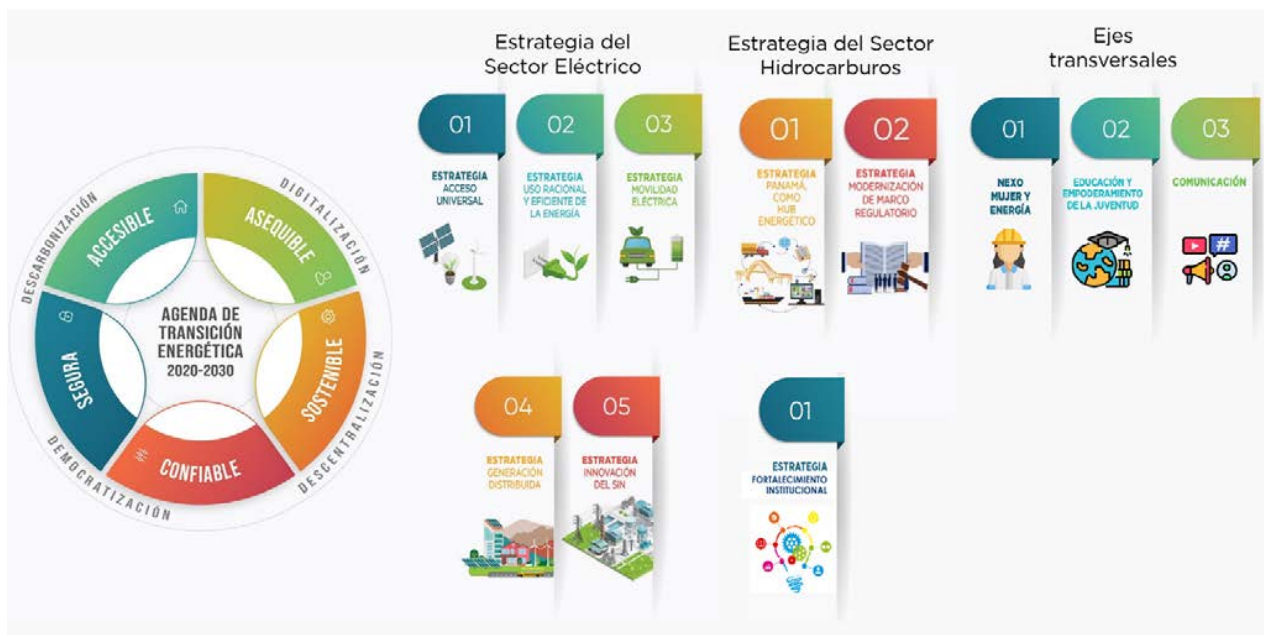 Estrategia del
Sector Eléctrico
Estrategia del Sector
Hidrocarburos
Ejes
transversales
01
ESTRATEGIA
ACCESO
UNIVERSAL
02
ESTRATEGIA
USO RACIONAL
Y EFICIENTE DE
LA ENERGÍA
03
ESTRATEGIA
MOVILIDAD
ELÉCTRICA
01
ESTRATEGIA
PANAMÁ,
COMO
HUB
ENERGÉTICO
02
ESTRATEGIA
MODERNIZACIÓN
DE MARCO
REGULATORIO
01
NEXO
MUJER Y
ENERGÍA
02
EDUCACIÓN Y
EMPODERAMIENTO
DE LA JUVENTUD
03
COMUNICACIÓN
#
DESCARBONIZACIÓN
DIGITALIZACIÓN
DESCENTRALIZACIÓN
DEMOCRATIZACIÓN
ACCESIBLE
ASEQUIBLE
SOSTENIBLE
CONFIABLE
SEGURA
AGENDA DE
TRANSICIÓN
ENERGÉTICA
2020-2030
04
ESTRATEGIA
GENERACIÓN
DISTRIBUIDA
05
ESTRATEGIA
INNOVACIÓN
DEL SIN
01
ESTRATEGIA
FORTALECIMIENTO
INSTITUCIONAL